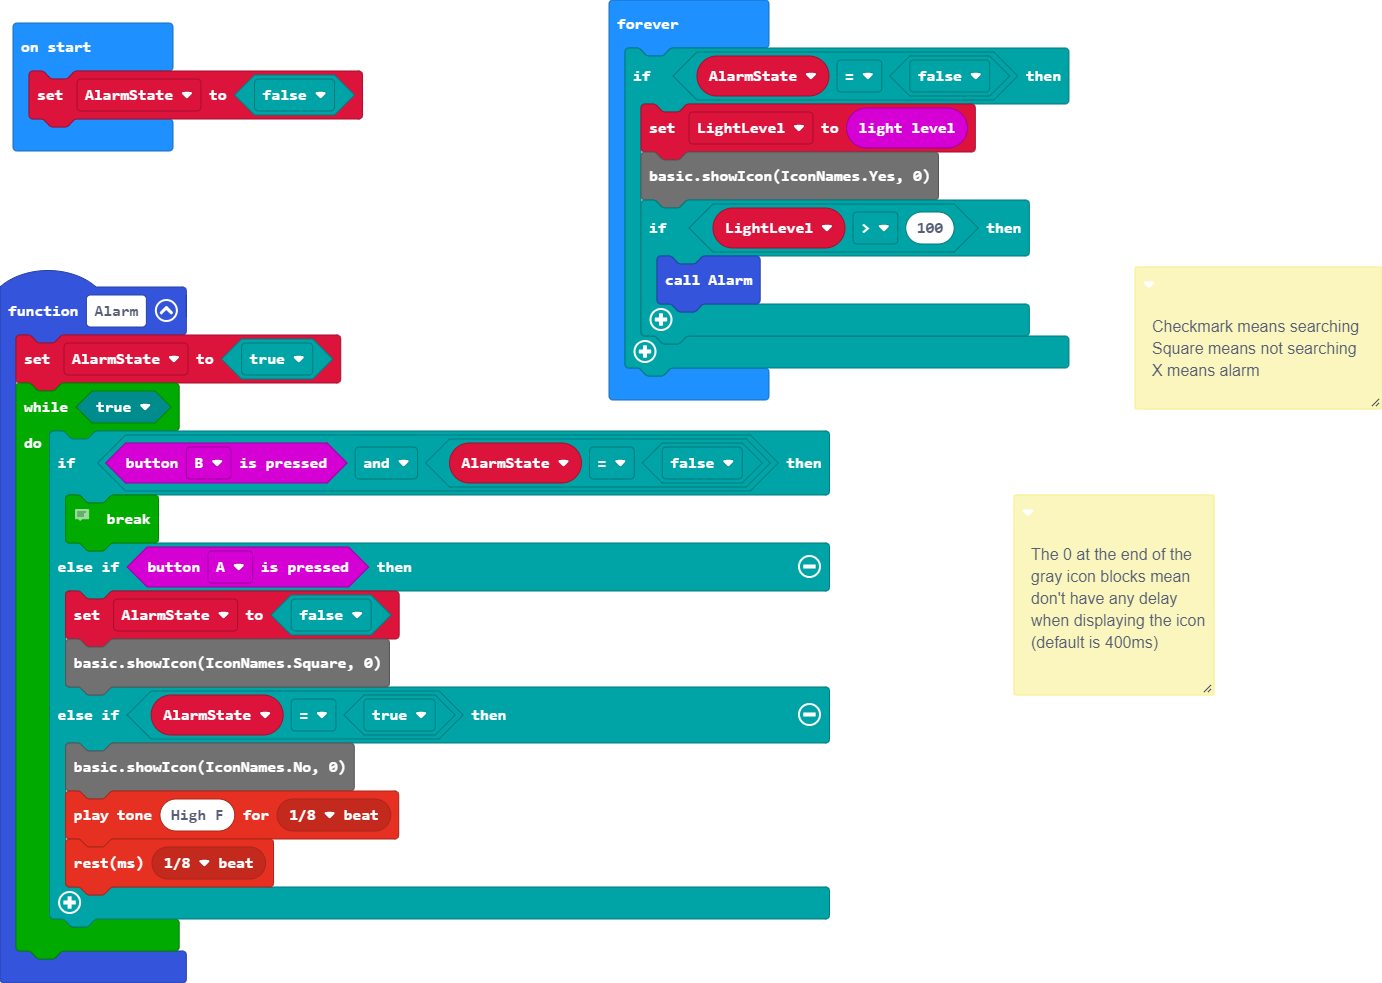 on start
set AlarmState to false
forever
if AlarmState = false then
set LightLevel to light level
basic.showIcon(IconNames.Yes, 0)
if LightLevel > 100 then
call Alarm
function Alarm
set AlarmState to true
while true
do
if button B is pressed and AlarmState = false then
break
else if button A is pressed then
set AlarmState to false
basic.showIcon(IconNames.Square, 0)
else if AlarmState = true then
basic.showIcon(IconNames.No, 0)
play tone High F for 1/8 beat
rest(ms) 1/8 beat
Checkmark means searching
Square means not searching
X means alarm
The 0 at the end of the
gray icon blocks mean
don't have any delay
when displaying the icon
(default is 400ms)